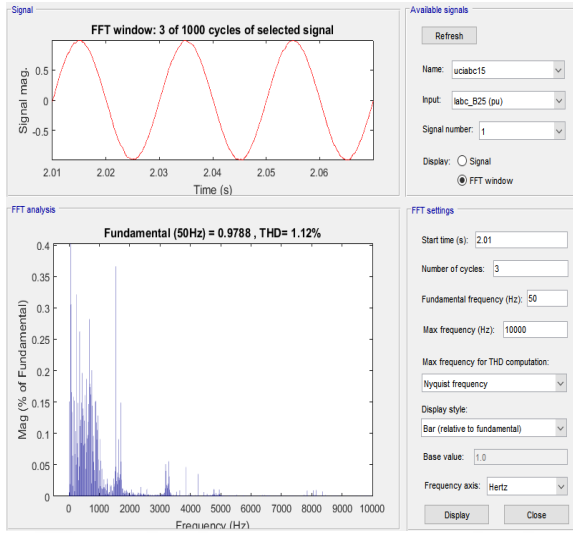 Signal
FFT window: 3 of 1000 cycles of selected signal
Signal mag.
0.5
0
-0.5
2.01 2.02 2.03 2.04 2.05 2.06
Time (s)
FFT analysis
Fundamental (50Hz) = 0.9788 , THD= 1.12%
Mag (% of Fundamental)
0.4
0.35
0.3
0.25
0.2
0.15
0.1
0.05
0
0 1000 2000 3000 4000 5000 6000 7000 8000 9000 10000
Frequency (Hz)
Available signals
Refresh
Name: uciabc15
Input: Iabc_B25 (pu)
Signal number: 1
Display: Signal
FFT window
FFT settings
Start time (s): 2.01
Number of cycles: 3
Fundamental frequency (Hz): 50
Max frequency (Hz): 10000
Max frequency for THD computation:
Nyquist frequency
Display style:
Bar (relative to fundamental)
Base value: 1.0
Frequency axis: Hertz
Display Close